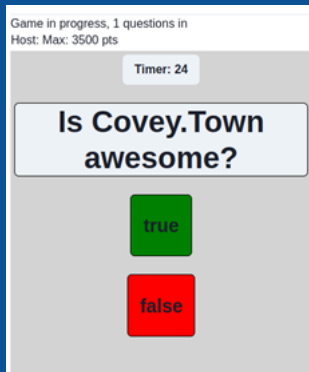 Game in progress, 1 questions in
Host: Max: 3500 pts
Timer: 24
Is Covey.Town
awesome?
true
false